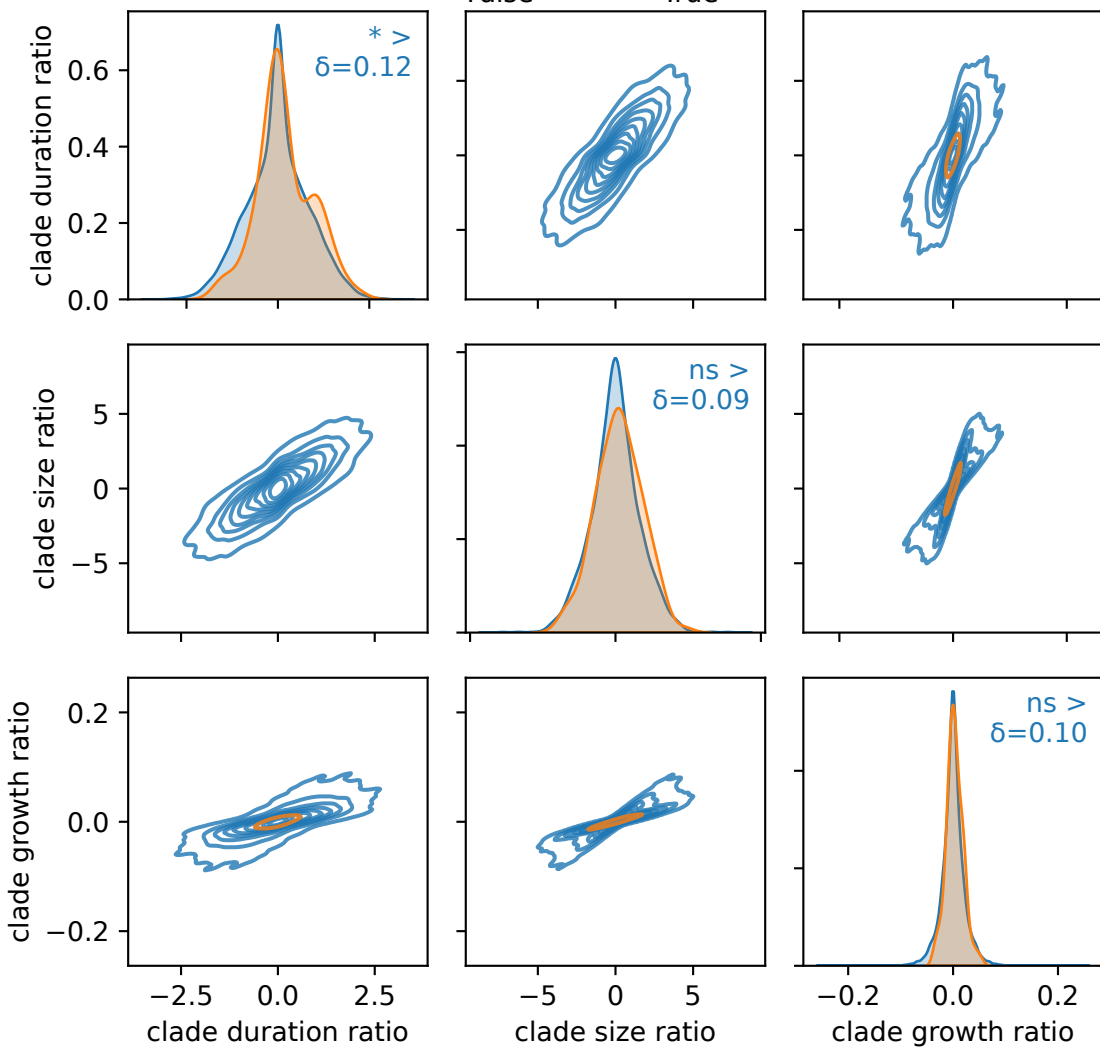 True
* >
δ=0.12
clade duration ratio
0.6
0.4
0.2
0.0
ns >
δ=0.09
clade size ratio
5
0
−5
ns >
δ=0.10
clade growth ratio
0.2
0.0
−0.2
−2.5 0.0 2.5
−5 0 5
−0.2 0.0 0.2
clade duration ratio
clade size ratio
clade growth ratio